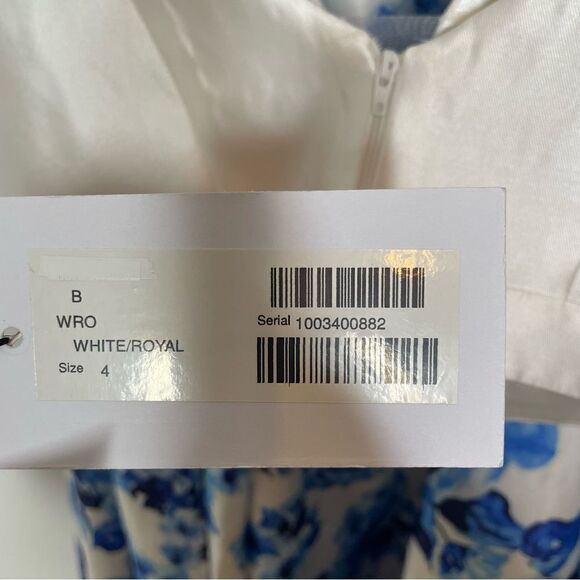 B
WRO
WHITE/ROYAL
Size 4
Serial 1003400882